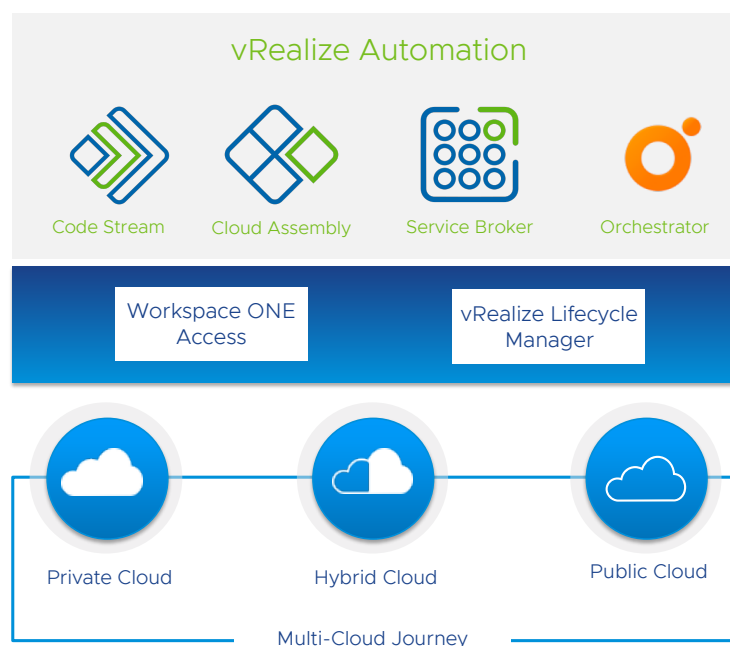 vRealize Automation
Code Stream
Cloud Assembly
Service Broker
Orchestrator
Workspace ONE
Access
vRealize Lifecycle
Manager
Private Cloud
Hybrid Cloud
Public Cloud
Multi-Cloud Journey